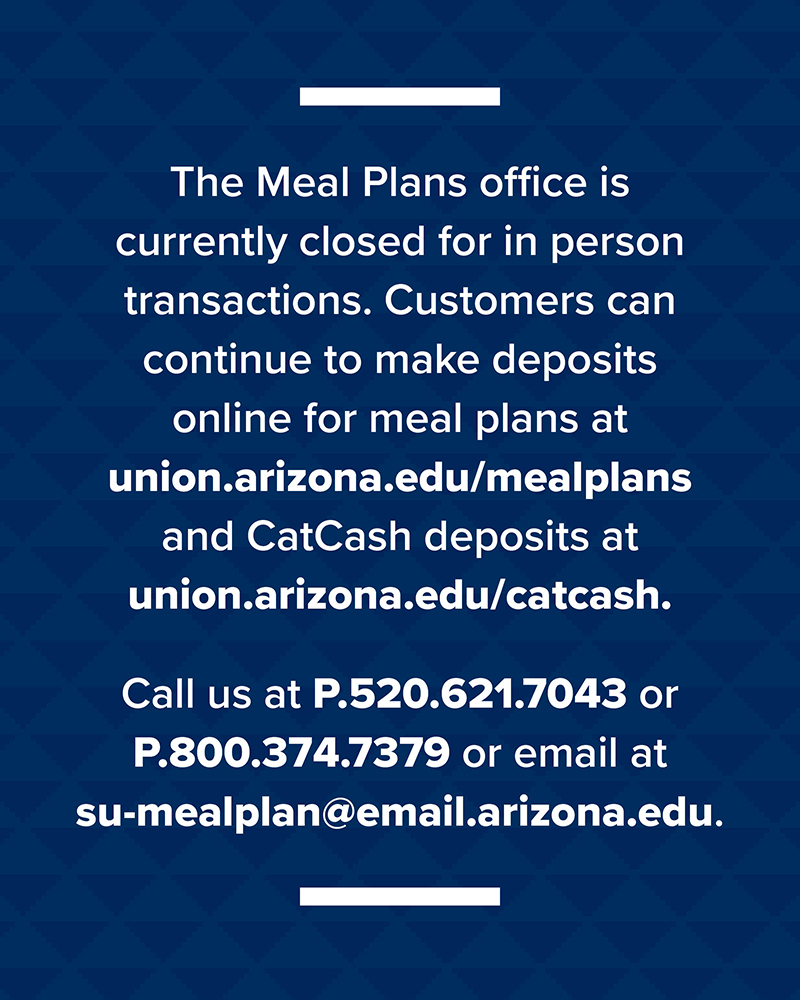 The Meal Plans office is
currently closed for in person
transactions. Customers can
continue to make deposits
online for meal plans at
union.arizona.edu/mealplans
and CatCash deposits at
union.arizona.edu/catcash.
Call us at P.520.621.7043 or
P.800.374.7379 or email at
su-mealplan@email.arizona.edu.